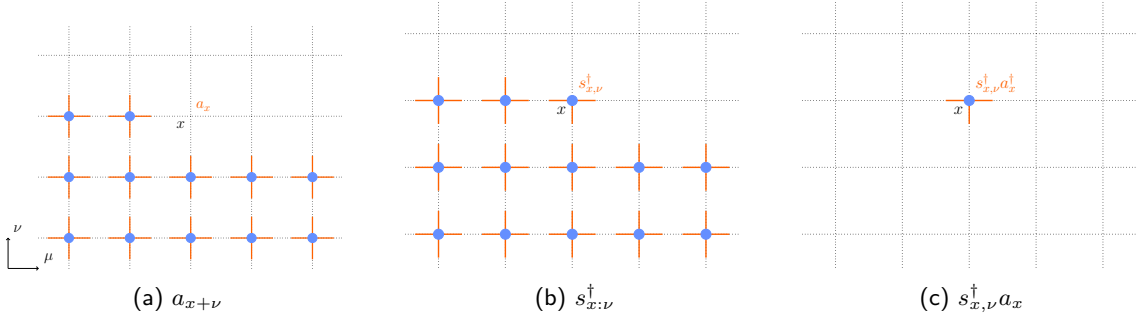 a_x
x
ν
μ
(a) a_{x+ν}
s†_{x,ν}
x
(b) s†_{x:ν}
s†_{x,ν}a†_x
x
(c) s†_{x,ν}a_x